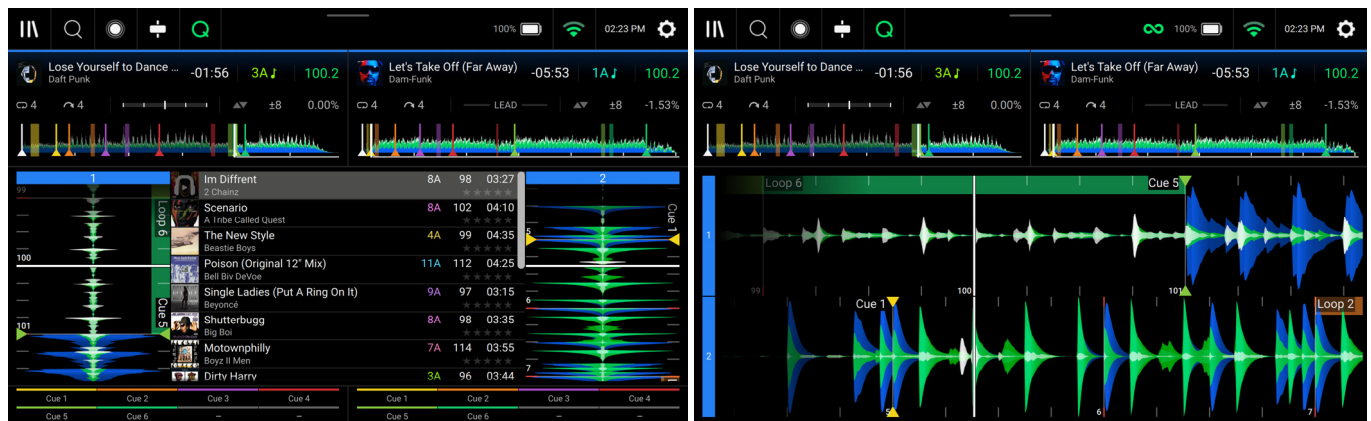 100% 02:23 PM
Lose Yourself to Dance ... -01:56 3A 100.2
Daft Punk
Let's Take Off (Far Away) -05:53 1A 100.2
Dam-Funk
4 4 ±8 0.00%
4 4 LEAD ±8 -1.53%
1
99
Loop 6
100
Cue 5
101
Im Diffrent 8A 98 03:27
2 Chainz
Scenario 8A 102 04:10
A Tribe Called Quest
The New Style 4A 99 04:35
Beastie Boys
Poison (Original 12" Mix) 11A 112 04:25
Bell Biv DeVoe
Single Ladies (Put A Ring On It) 9A 97 03:15
Beyoncé
Shutterbugg 8A 98 03:35
Big Boi
Motownphilly 7A 114 03:55
Boyz II Men
Dirty Harry 3A 96 03:44
2
Cue 1
5
6
7
Cue 1 Cue 2 Cue 3 Cue 4
Cue 5 Cue 6 – –
Cue 1 Cue 2 Cue 3 Cue 4
Cue 5 Cue 6 – –
100% 02:23 PM
Lose Yourself to Dance ... -01:56 3A 100.2
Daft Punk
Let's Take Off (Far Away) -05:53 1A 100.2
Dam-Funk
4 4 ±8 0.00%
4 4 LEAD ±8 -1.53%
Loop 6 Cue 5
1
99 100 101
Cue 1 Loop 2
2
5 6 7